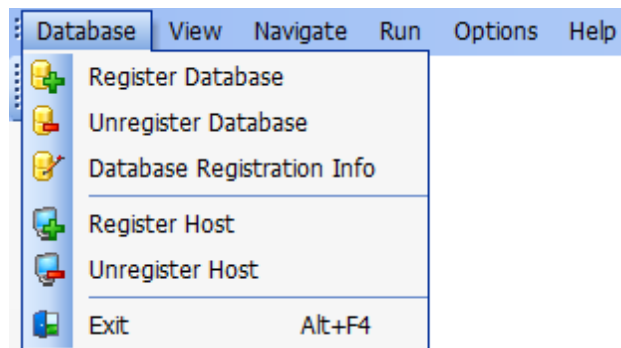 Database View Navigate Run Options Help
Register Database
Unregister Database
Database Registration Info
Register Host
Unregister Host
Exit Alt+F4